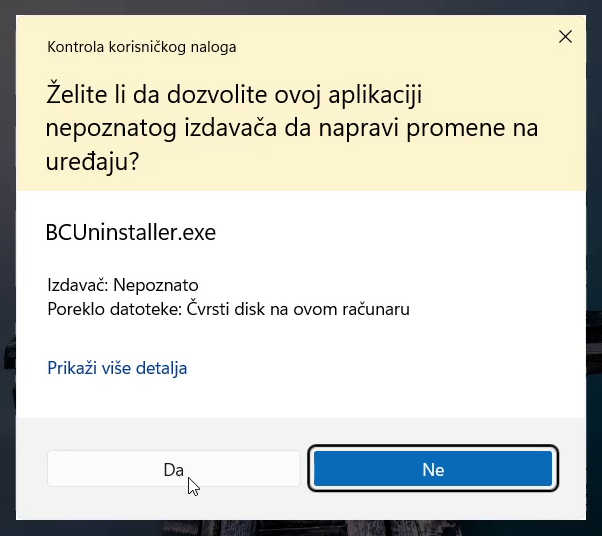 Kontrola korisničkog naloga
Želite li da dozvolite ovoj aplikaciji
nepoznatog izdavača da napravi promene na
uređaju?
BCUninstaller.exe
Izdavač: Nepoznato
Poreklo datoteke: Čvrsti disk na ovom računaru
Prikaži više detalja
Da
Ne